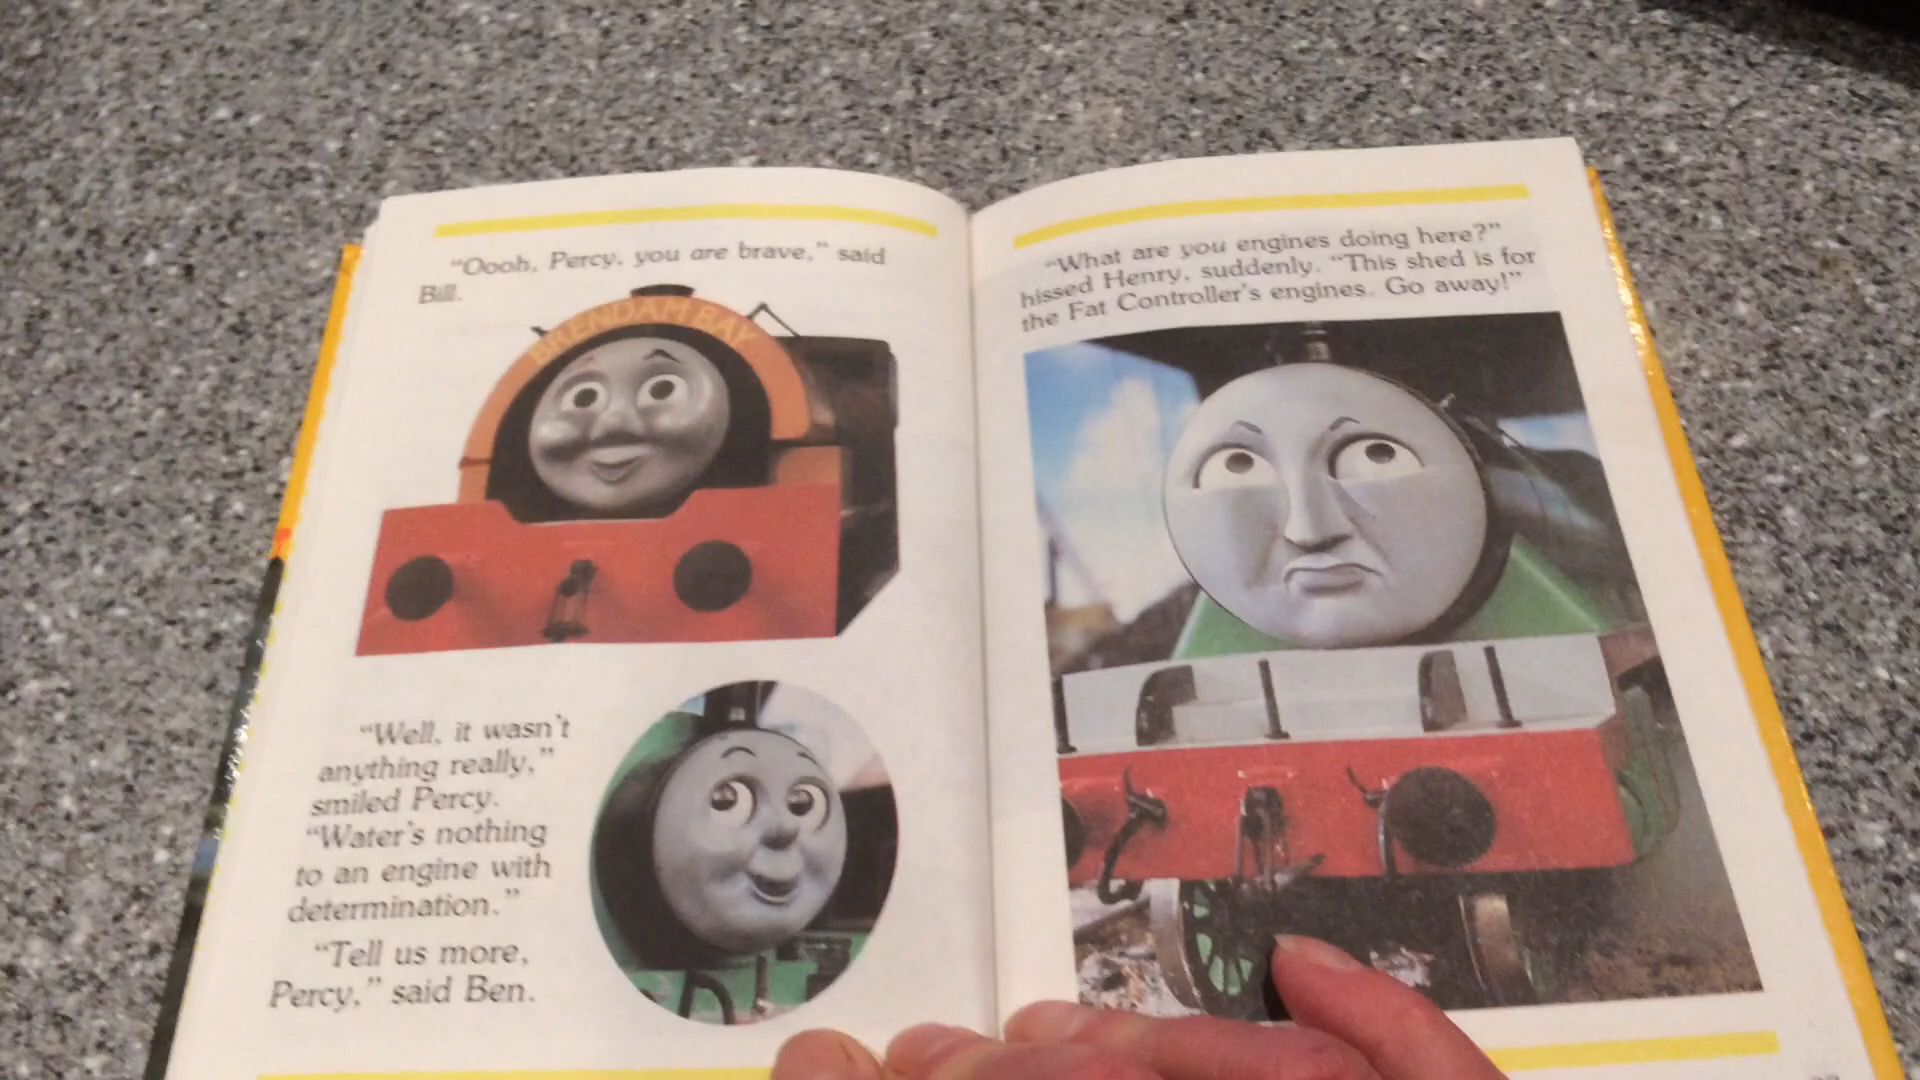 "Oooh, Percy, you are brave," said
Bill.
BRENDAM BAY
"Well, it wasn't
anything really,"
smiled Percy.
"Water's nothing
to an engine with
determination."
"Tell us more,
Percy," said Ben.
"What are you engines doing here?"
hissed Henry, suddenly. "This shed is for
the Fat Controller's engines. Go away!"